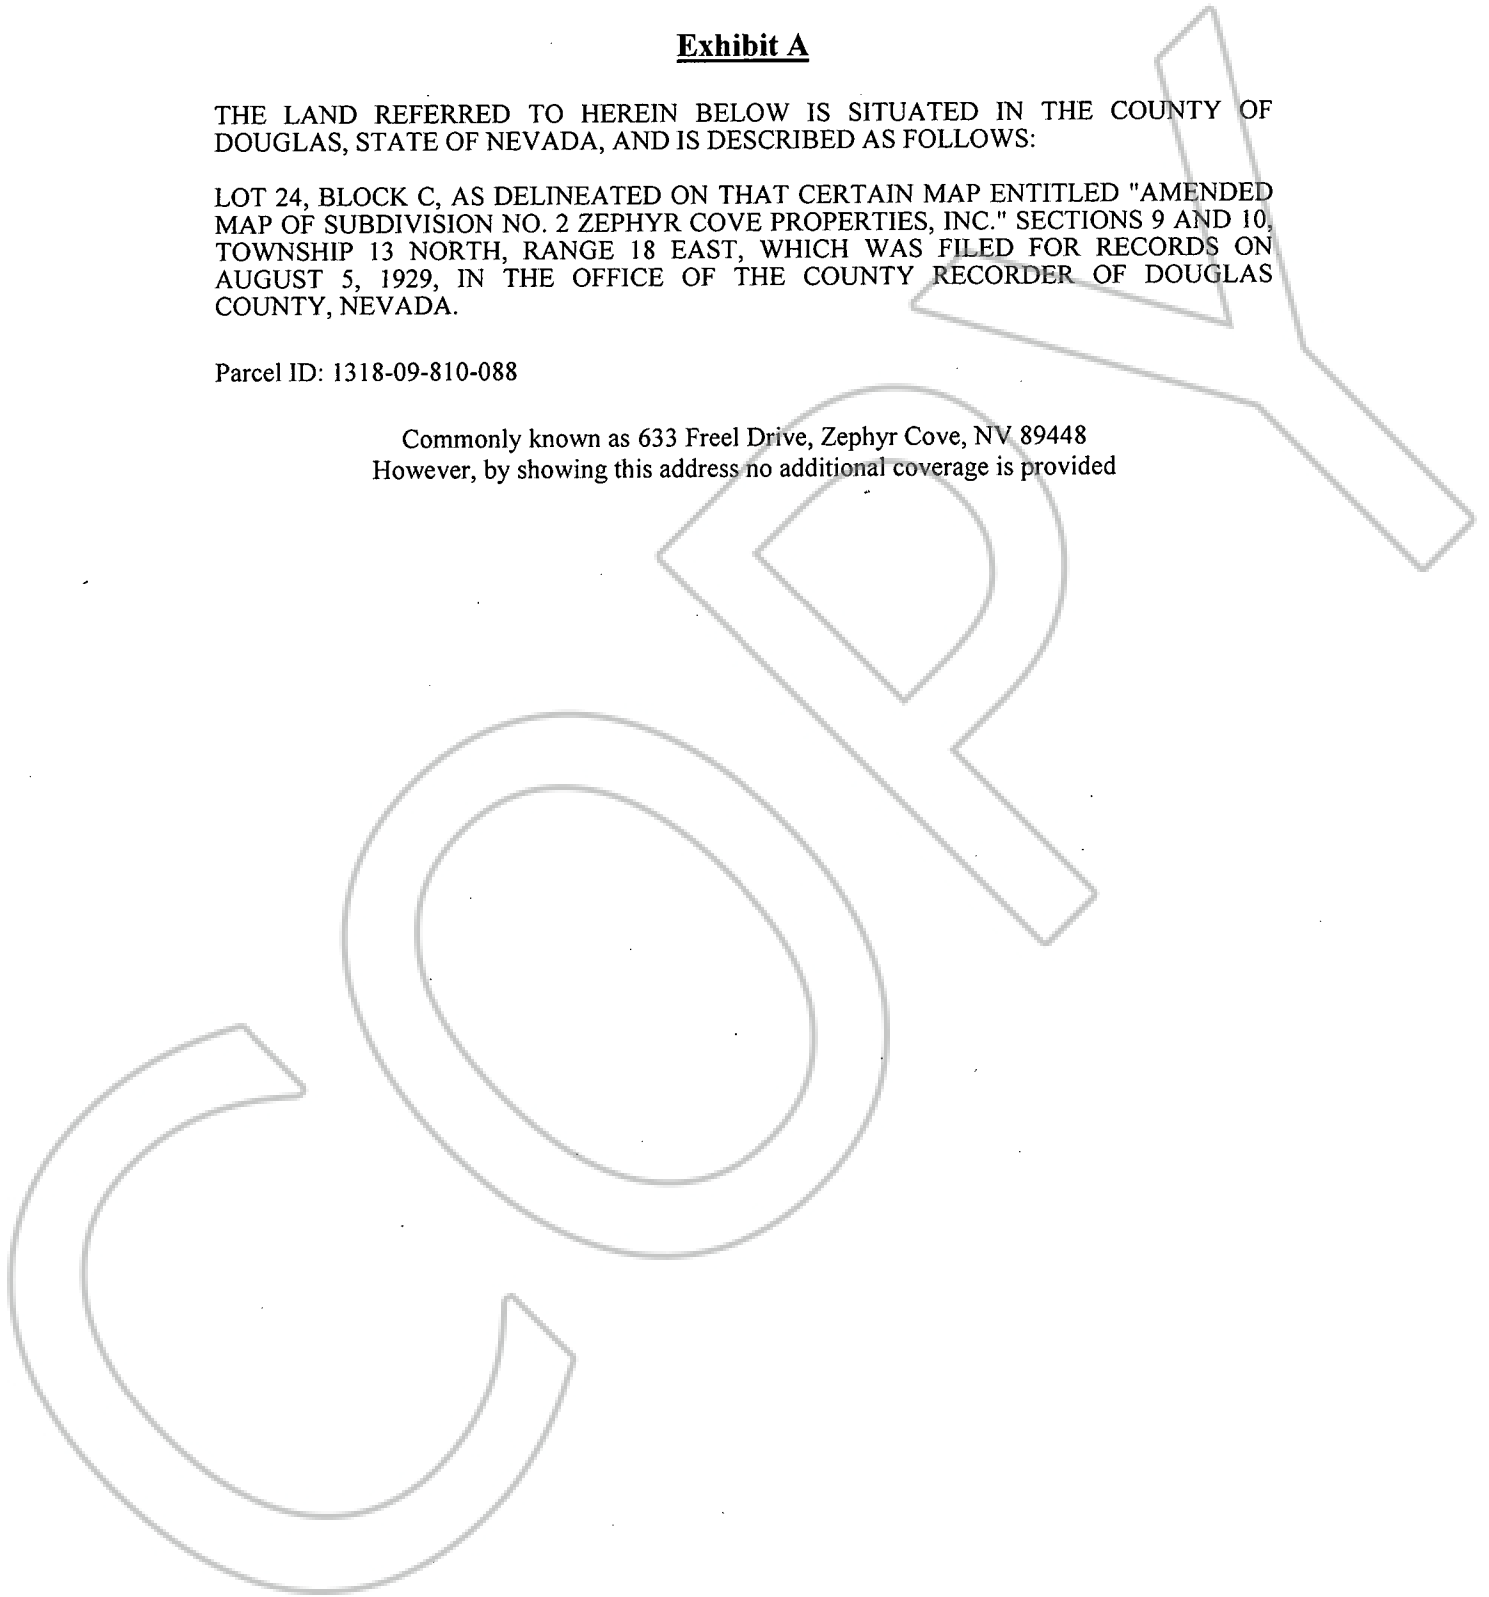 Exhibit A
THE LAND REFERRED TO HEREIN BELOW IS SITUATED IN THE COUNTY OF
DOUGLAS, STATE OF NEVADA, AND IS DESCRIBED AS FOLLOWS:
LOT 24, BLOCK C, AS DELINEATED ON THAT CERTAIN MAP ENTITLED "AMENDED
MAP OF SUBDIVISION NO. 2 ZEPHYR COVE PROPERTIES, INC." SECTIONS 9 AND 10,
TOWNSHIP 13 NORTH, RANGE 18 EAST, WHICH WAS FILED FOR RECORDS ON
AUGUST 5, 1929, IN THE OFFICE OF THE COUNTY RECORDER OF DOUGLAS
COUNTY, NEVADA.
Parcel ID: 1318-09-810-088
Commonly known as 633 Freel Drive, Zephyr Cove, NV 89448
However, by showing this address no additional coverage is provided
COPY